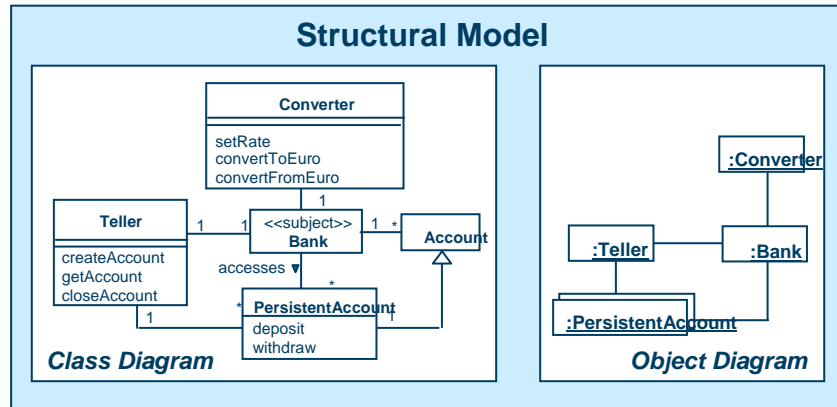 Structural Model
Converter
setRate
convertToEuro
convertFromEuro
1
Teller
1
1
<<subject>>
Bank
1
*
Account
createAccount
getAccount
closeAccount
accesses
*
*
PersistentAccount
1
1
deposit
withdraw
Class Diagram
:Converter
:Teller
:Bank
:PersistentAccount
Object Diagram